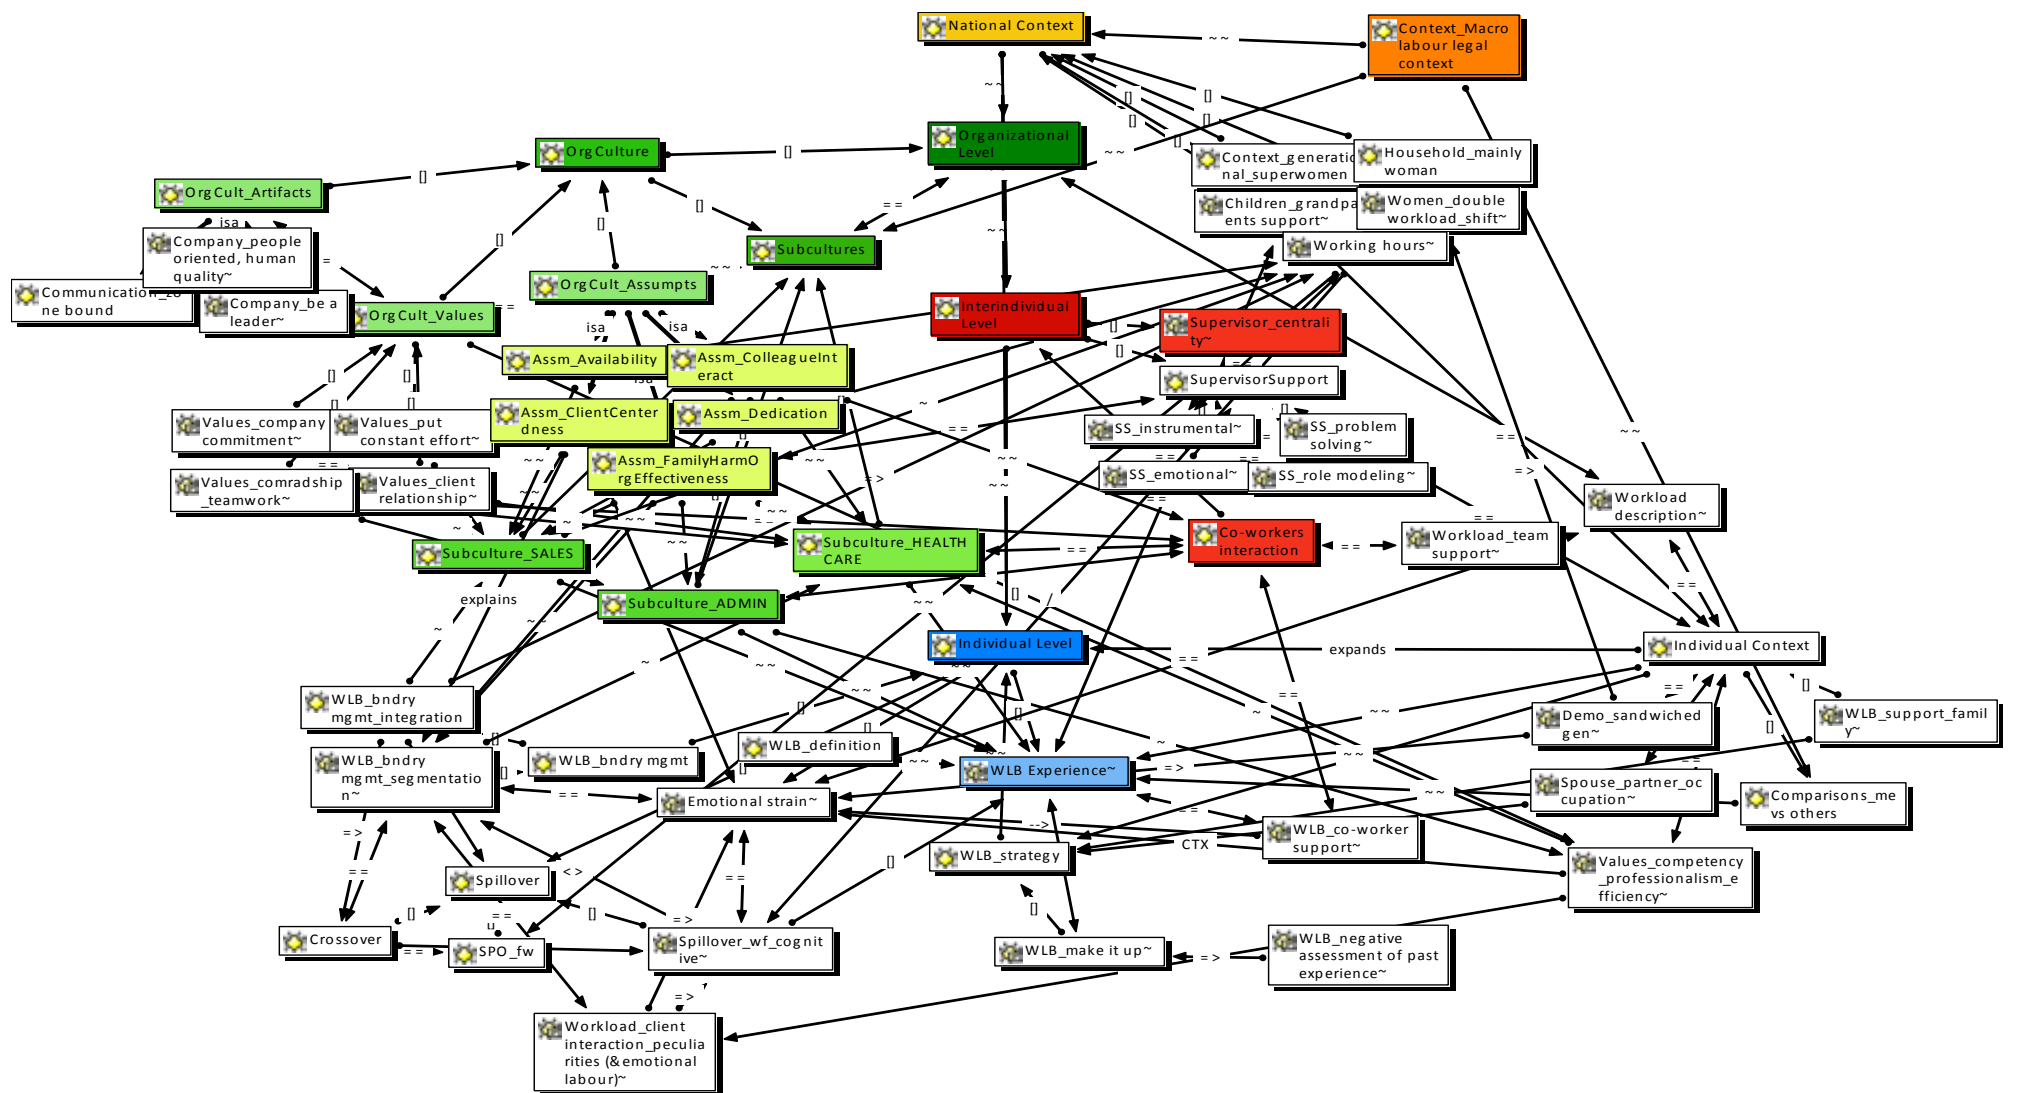 National Context
Context_Macro
labour legal
context
~~
~~
[]
[]
[]
[]
Organizational
Level
OrgCulture
[]
~~
Context_generatio
nal_superwomen
Household_mainly
woman
OrgCult_Artifacts
[]
[]
==
Children_grandpa
ents support~
Women_double
workload_shift~
isa
Company_people
oriented, human
quality~
[]
[]
~~
Subcultures
Working hours~
=
~~
Communication_zo
ne bound
Company_be a
leader~
OrgCult_Assumpts
OrgCult_Values
==
Interindividual
Level
[]
Supervisor_centrali
ty~
isa
isa
[]
Assm_Availability
Assm_ColleagueInt
eract
==
SupervisorSupport
[]
[]
isa
Values_company
commitment~
Values_put
constant effort~
Assm_ClientCenter
dness
Assm_Dedication
~
==
SS_instrumental~
SS_problem
solving~
==
~~
==
~~
~~
~~
=>
=>
Values_comradship
_teamwork~
Values_client
relationship~
Assm_FamilyHarmO
rgEffectiveness
SS_emotional~
SS_role modeling~
Workload
description~
~~
~~
~
~
~~
~~
==
==
Subculture_SALES
Subculture_HEALTH
CARE
==
Co-workers
interaction
==
Workload_team
support~
~~
explains
Subculture_ADMIN
[]
/
~~
==
~
~~
Individual Level
==
expands
Individual Context
~
~~
~~
~~
==
==
[]
WLB_bndry
mgmt_integration
[]
[]
~~
~
Demo_sandwiched
gen~
[]
WLB_support_famil
y~
WLB_bndry
mgmt_segmentatio
n~
[]
[]
WLB_bndry mgmt
WLB_definition
[]
~~
WLB Experience~
=>
~
~~
~~
Spouse_partner_oc
cupation~
Comparisons_me
vs others
==
Emotional strain~
=>
-->
==
WLB_co-worker
support~
CTX
==
WLB_strategy
Values_competency
_professionalism_e
fficiency~
Spillover
<>
==
[]
[]
==
[]
=>
[]
Crossover
==
SPO_fw
Spillover_wf_cognit
ive~
WLB_make it up~
=>
WLB_negative
assessment of past
experience~
=>
Workload_client
interaction_peculia
rities (&emotional
labour)~